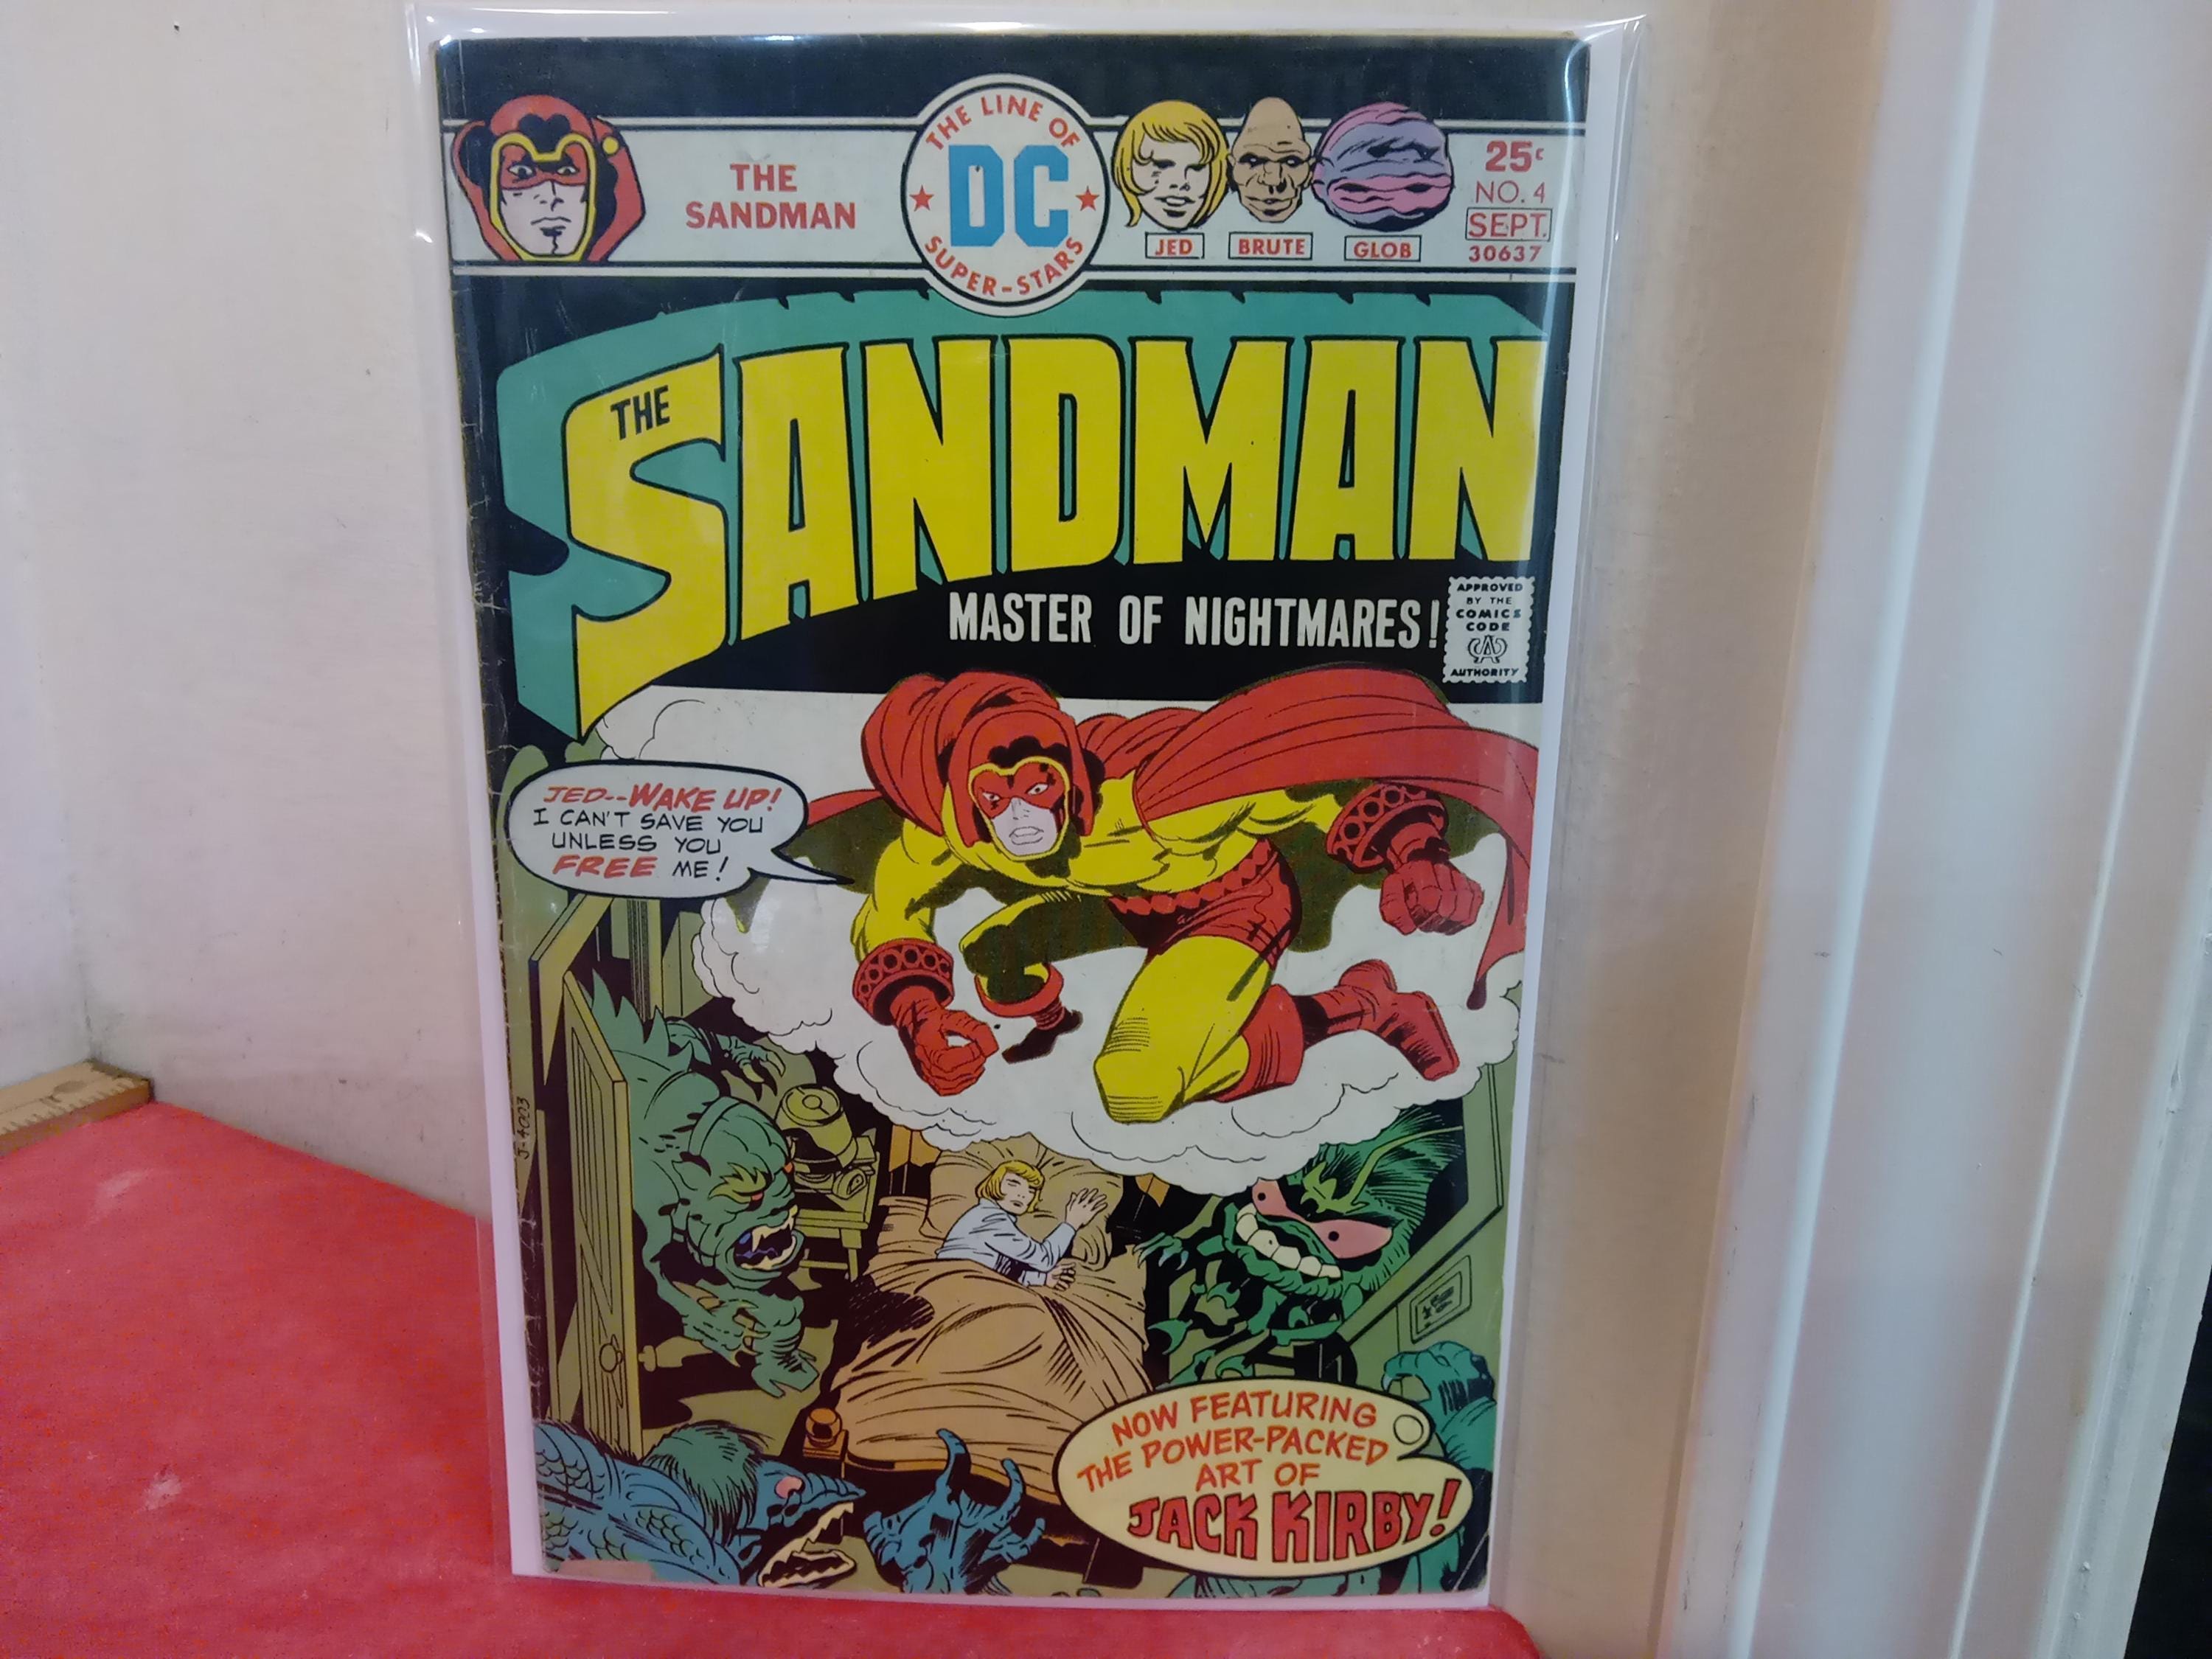 THE
SANDMAN
THE LINE OF
DC
SUPER-STARS
JED
BRUTE
GLOB
25¢
NO. 4
SEPT.
30637
THE
SANDMAN
MASTER OF NIGHTMARES!
APPROVED
BY THE
COMICS
CODE
AUTHORITY
JED--WAKE UP!
I CAN'T SAVE YOU
UNLESS YOU
FREE ME!
J-4003
NOW FEATURING
THE POWER-PACKED
ART OF
JACK KIRBY!